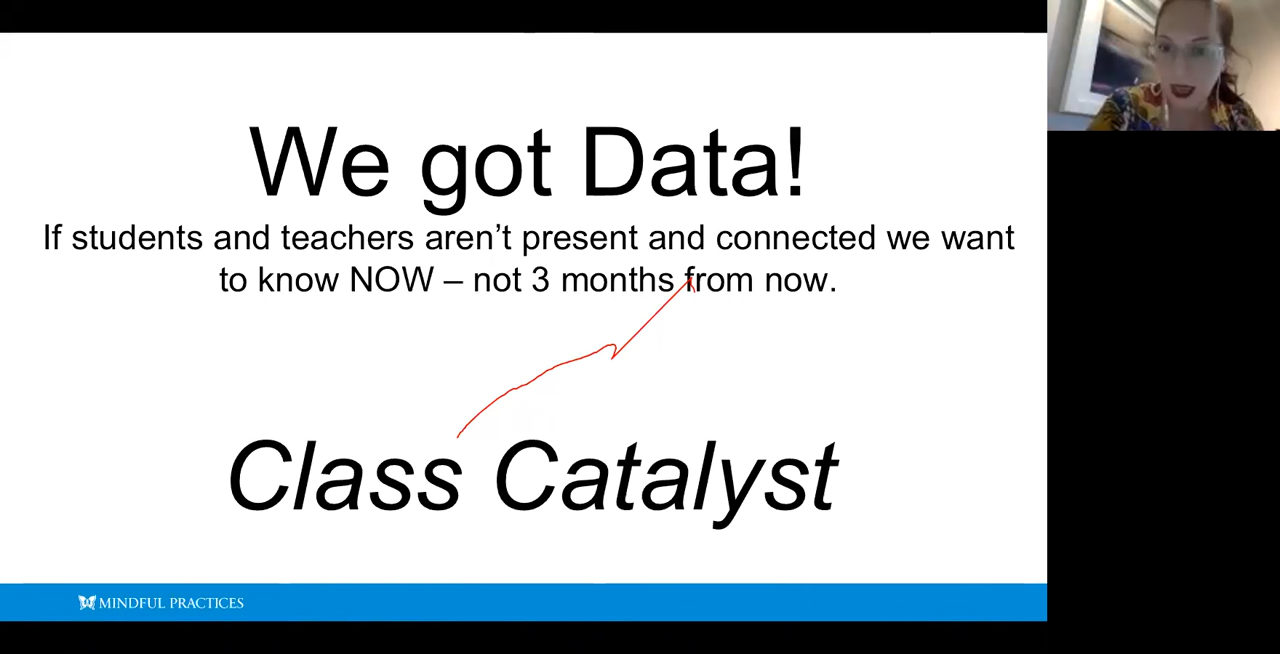 We got Data!
If students and teachers aren’t present and connected we want
to know NOW – not 3 months from now.
Class Catalyst
MINDFUL PRACTICES